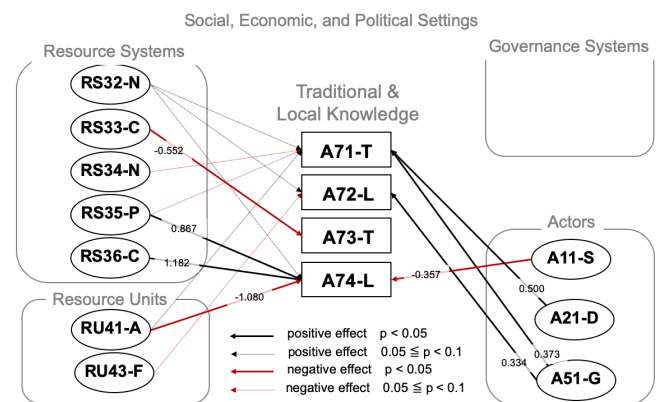 Social, Economic, and Political Settings
Resource Systems
Governance Systems
RS32-N
RS33-C
-0.552
RS34-N
RS35-P
0.867
RS36-C
1.182
Traditional &
Local Knowledge
A71-T
A72-L
A73-T
A74-L
Actors
A11-S
-0.357
0.500
A21-D
0.373
0.334
A51-G
Resource Units
RU41-A
-1.080
RU43-F
positive effect p < 0.05
positive effect 0.05 ≦ p < 0.1
negative effect p < 0.05
negative effect 0.05 ≦ p < 0.1